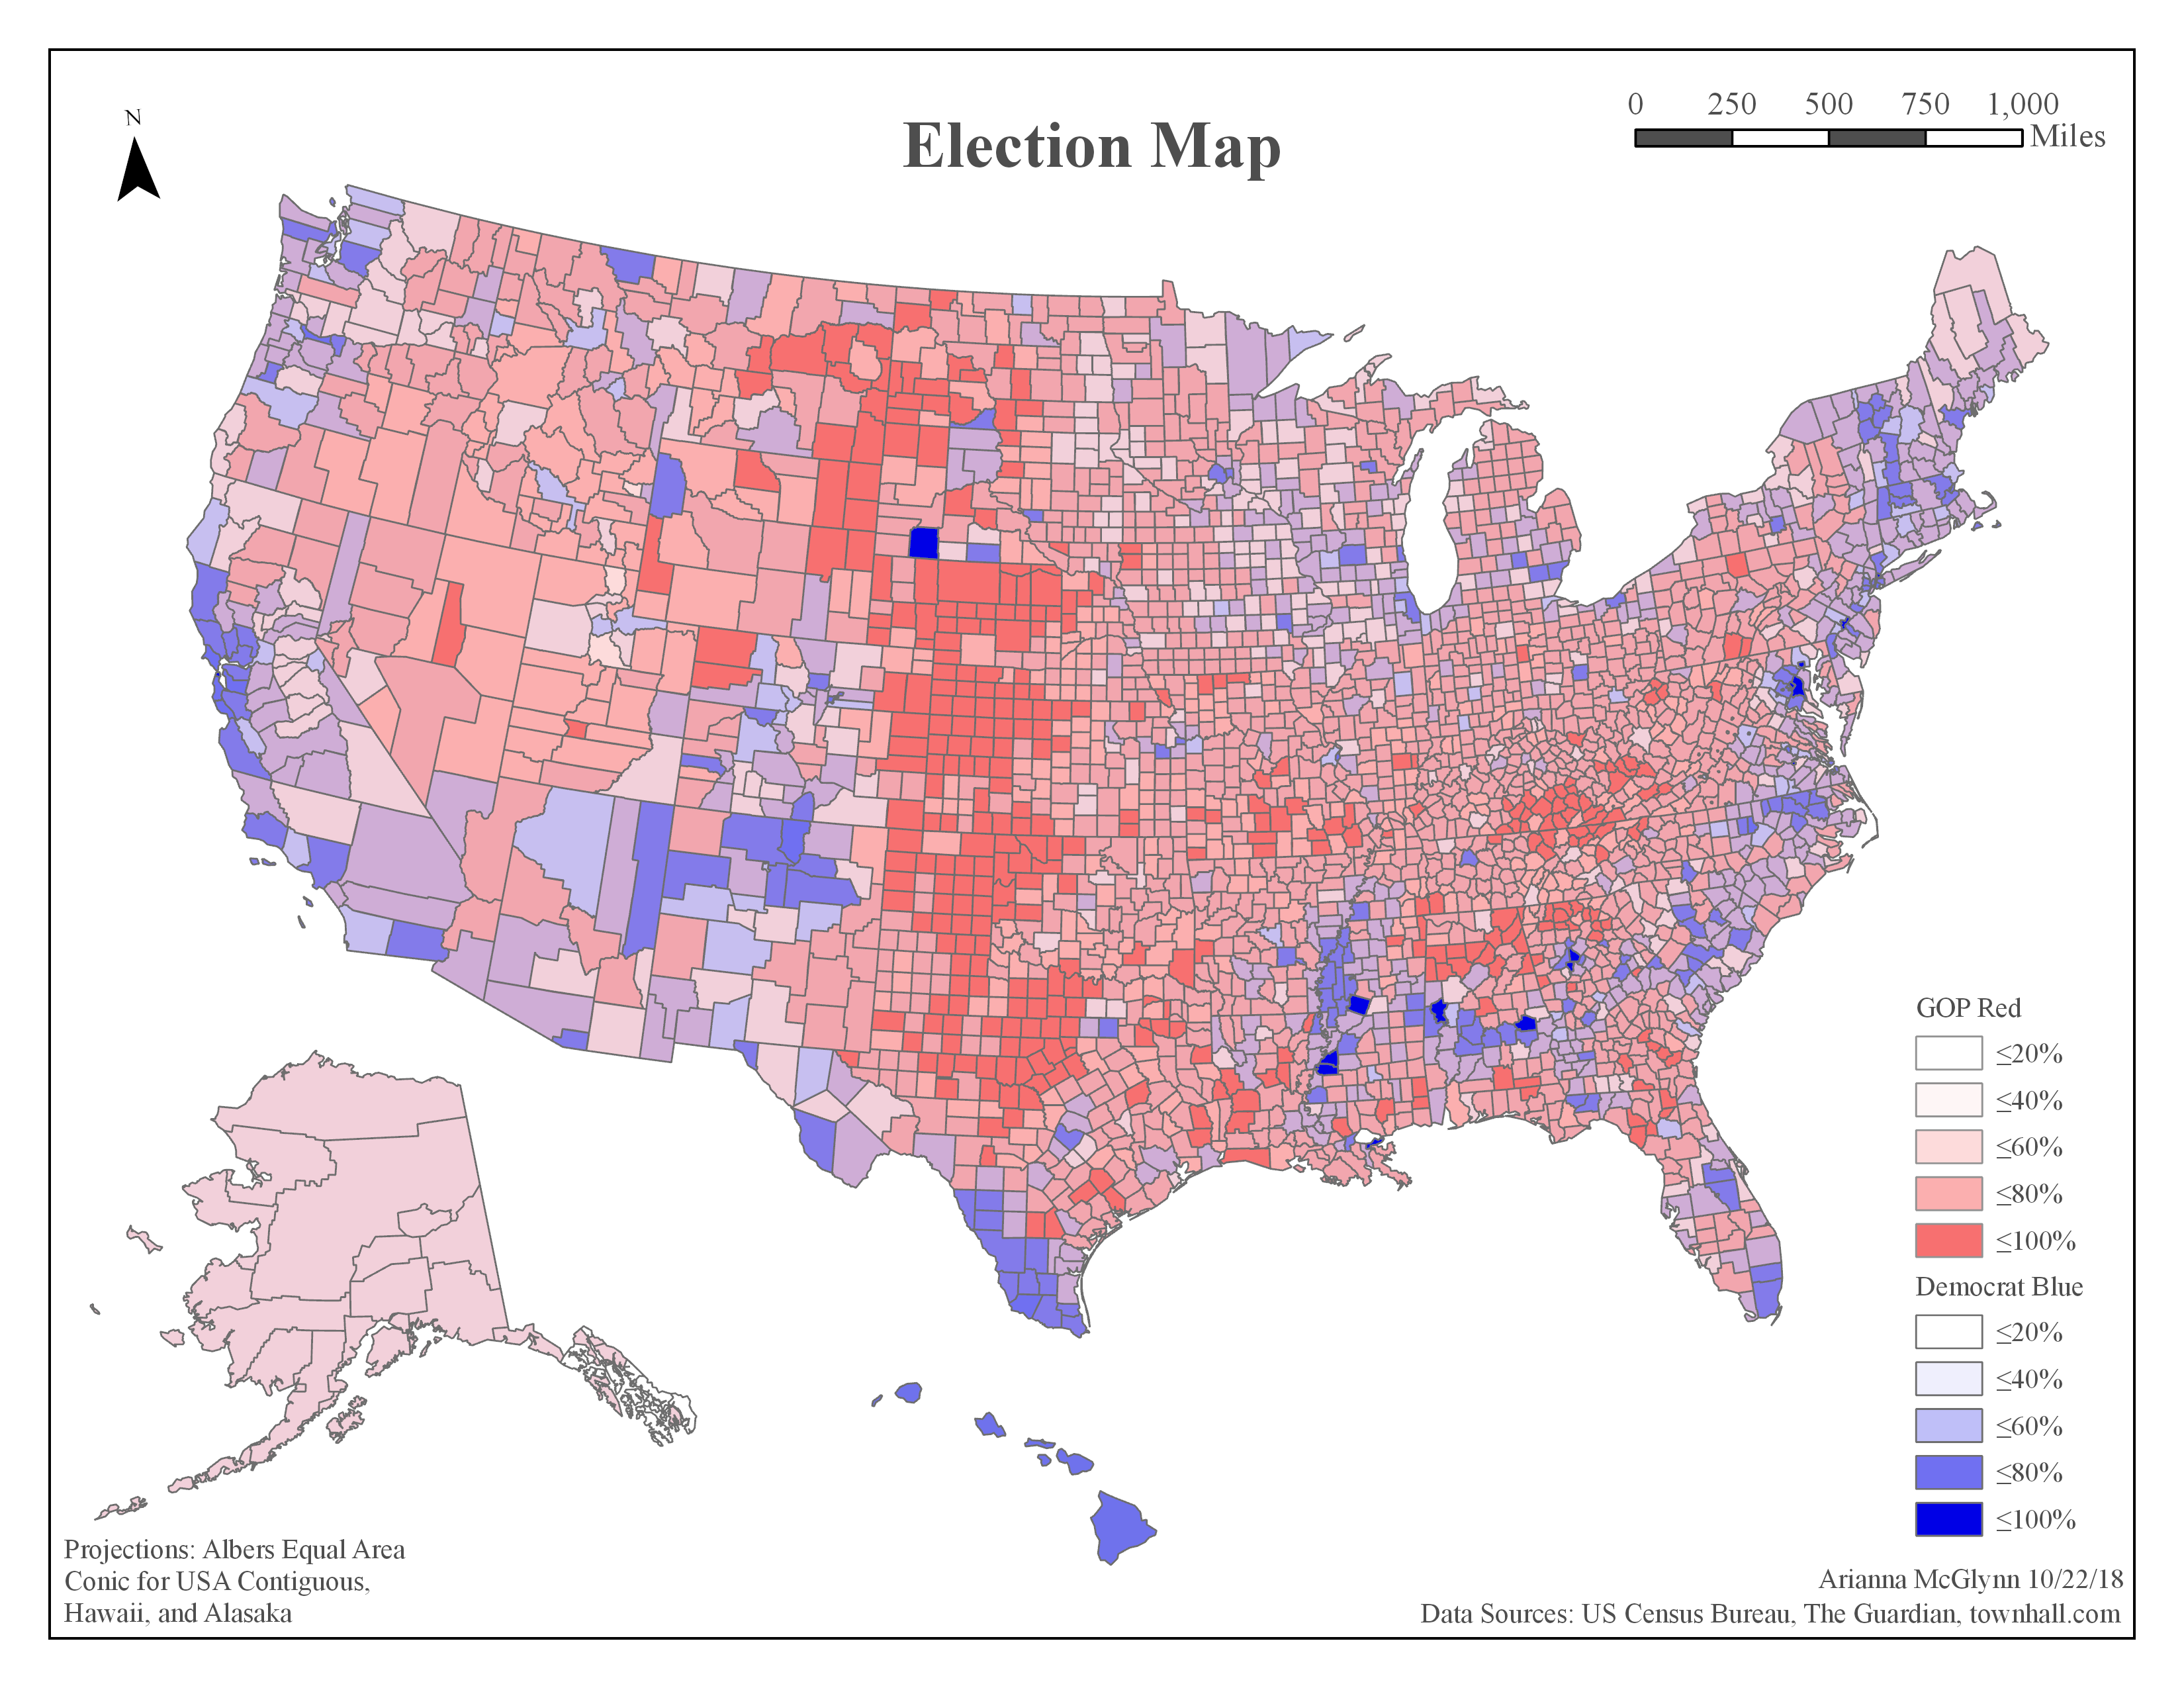 Election Map
N
0 250 500 750 1,000
Miles
GOP Red
≤20%
≤40%
≤60%
≤80%
≤100%
Democrat Blue
≤20%
≤40%
≤60%
≤80%
≤100%
Projections: Albers Equal Area
Conic for USA Contiguous,
Hawaii, and Alasaka
Arianna McGlynn 10/22/18
Data Sources: US Census Bureau, The Guardian, townhall.com